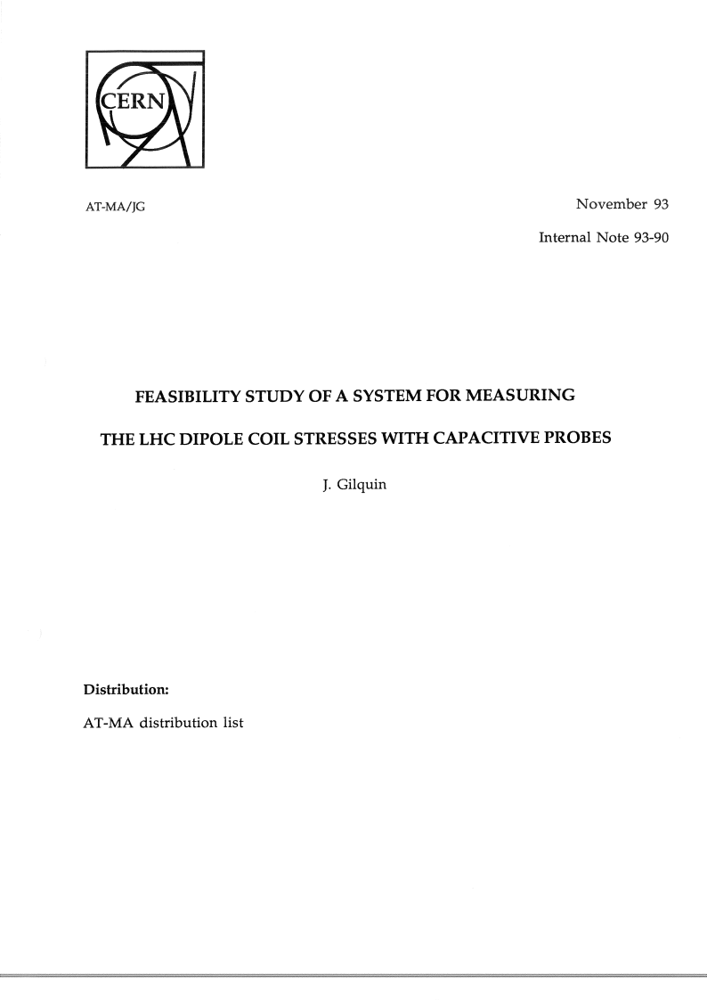 CERN
AT-MA/JG
November 93
Internal Note 93-90
FEASIBILITY STUDY OF A SYSTEM FOR MEASURING
THE LHC DIPOLE COIL STRESSES WITH CAPACITIVE PROBES
J. Gilquin
Distribution:
AT-MA distribution list